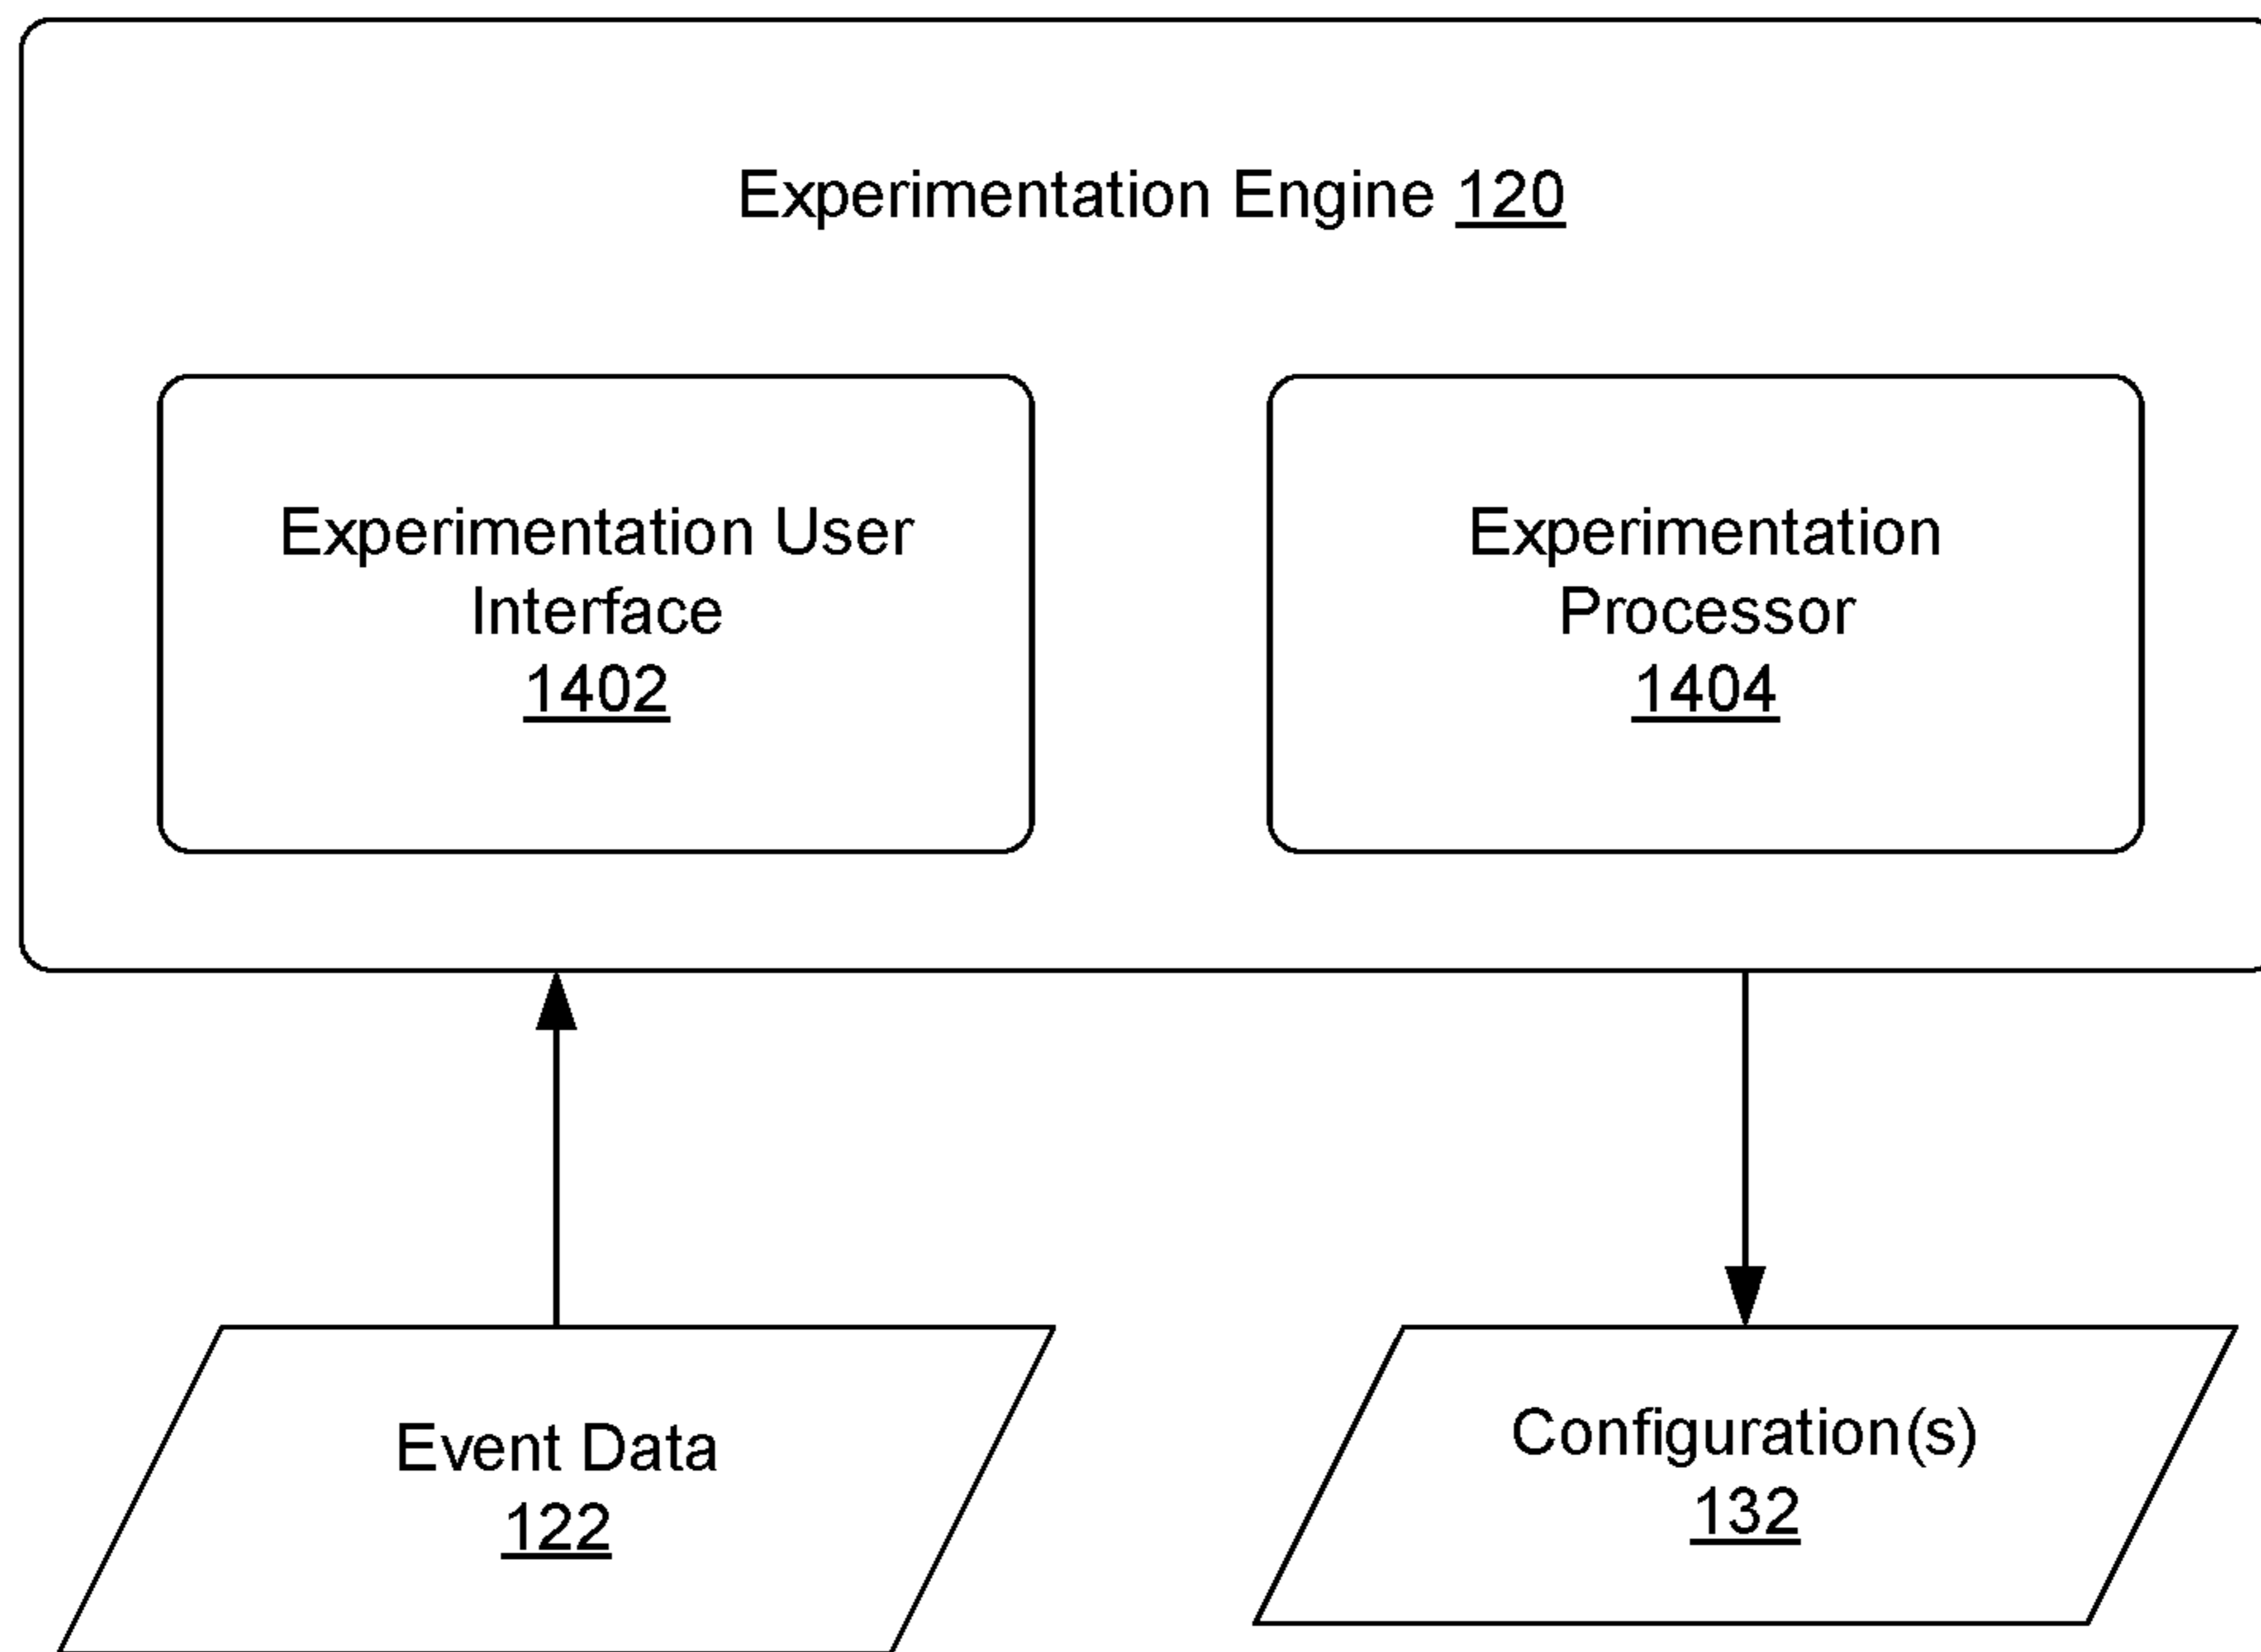 Experimentation Engine 120
Experimentation User
Interface
1402
Experimentation
Processor
1404
Event Data
122
Configuration(s)
132